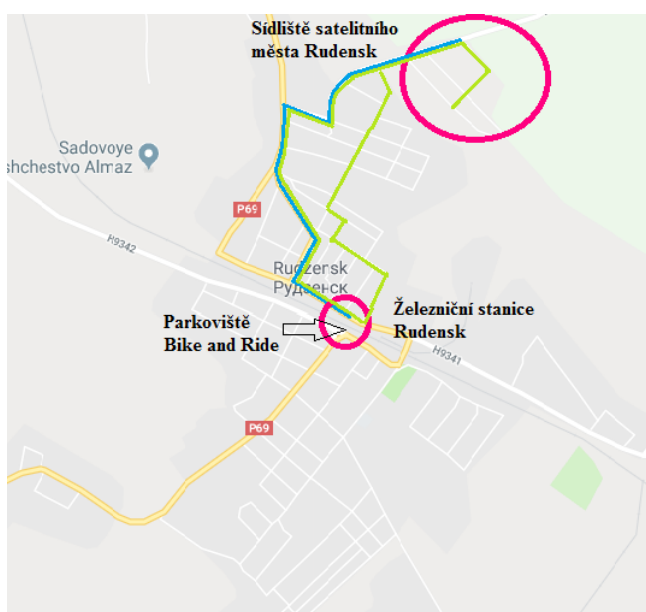 Sídliště satelitního
města Rudensk
Sadovoye
shchestvo Almaz
P69
H9342
Rudzensk
Рудзенск
Železniční stanice
Rudensk
Parkoviště
Bike and Ride
H9341
P69